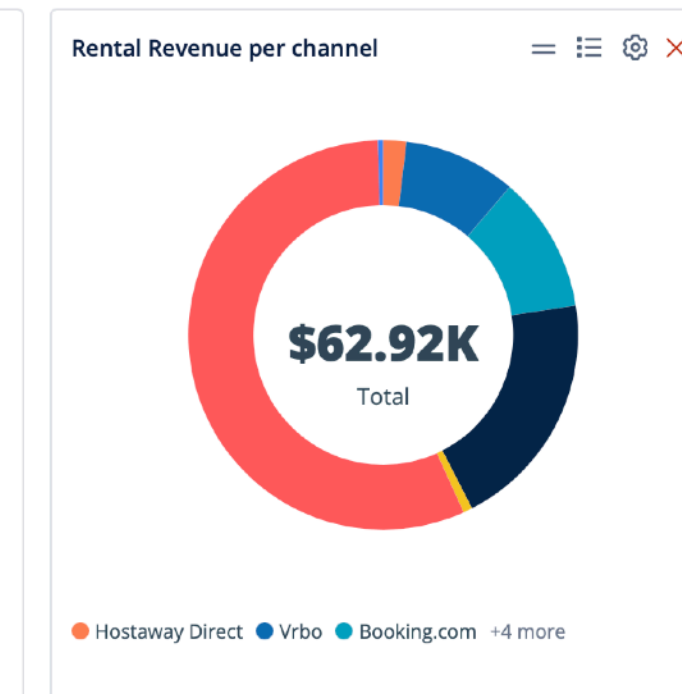 Rental Revenue per channel
$62.92K
Total
Hostaway Direct Vrbo Booking.com +4 more